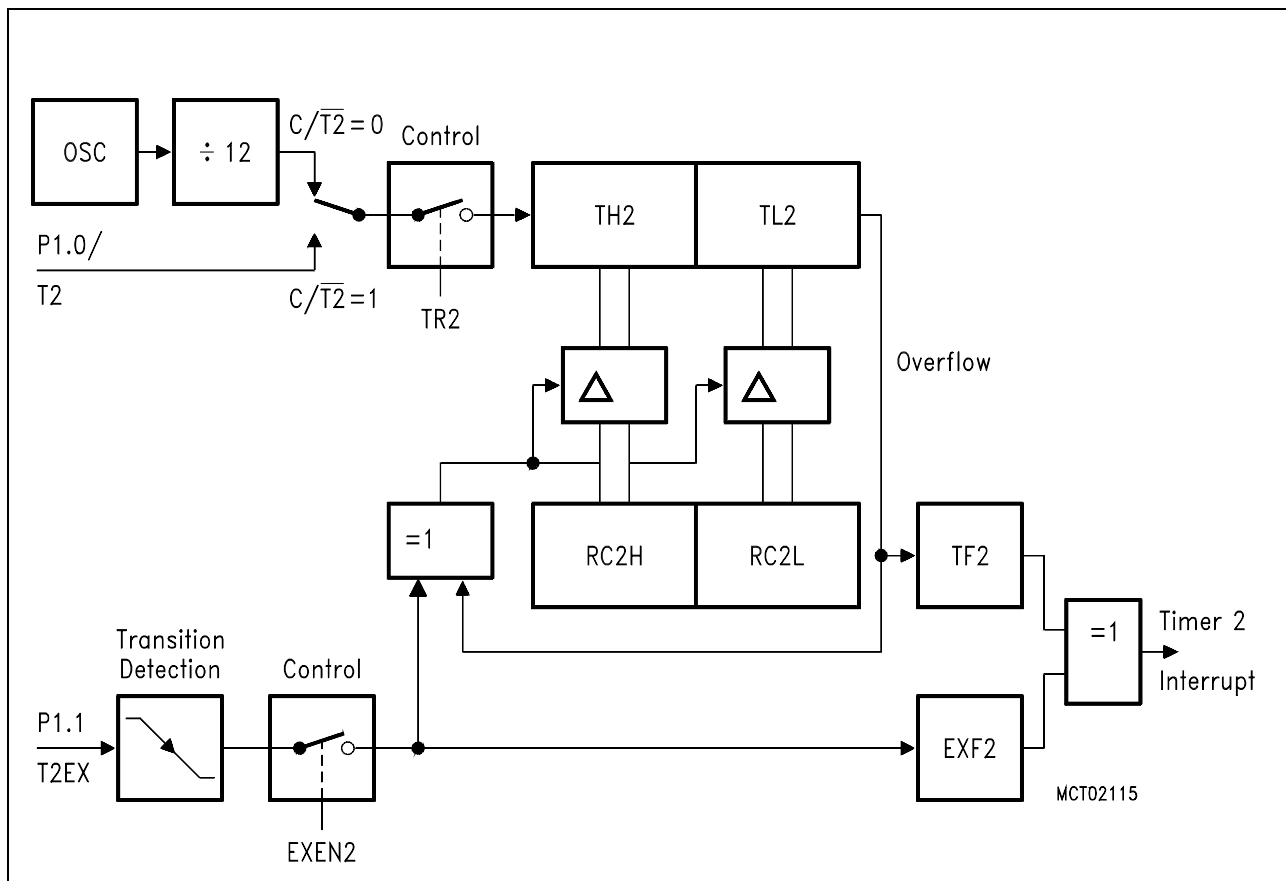 C/T2̅=0
Control
OSC
÷ 12
TH2
TL2
P1.0/
T2
C/T2̅=1
TR2
Overflow
=1
RC2H
RC2L
TF2
Transition
Detection
Control
=1
Timer 2
Interrupt
P1.1
T2EX
EXF2
MCT02115
EXEN2